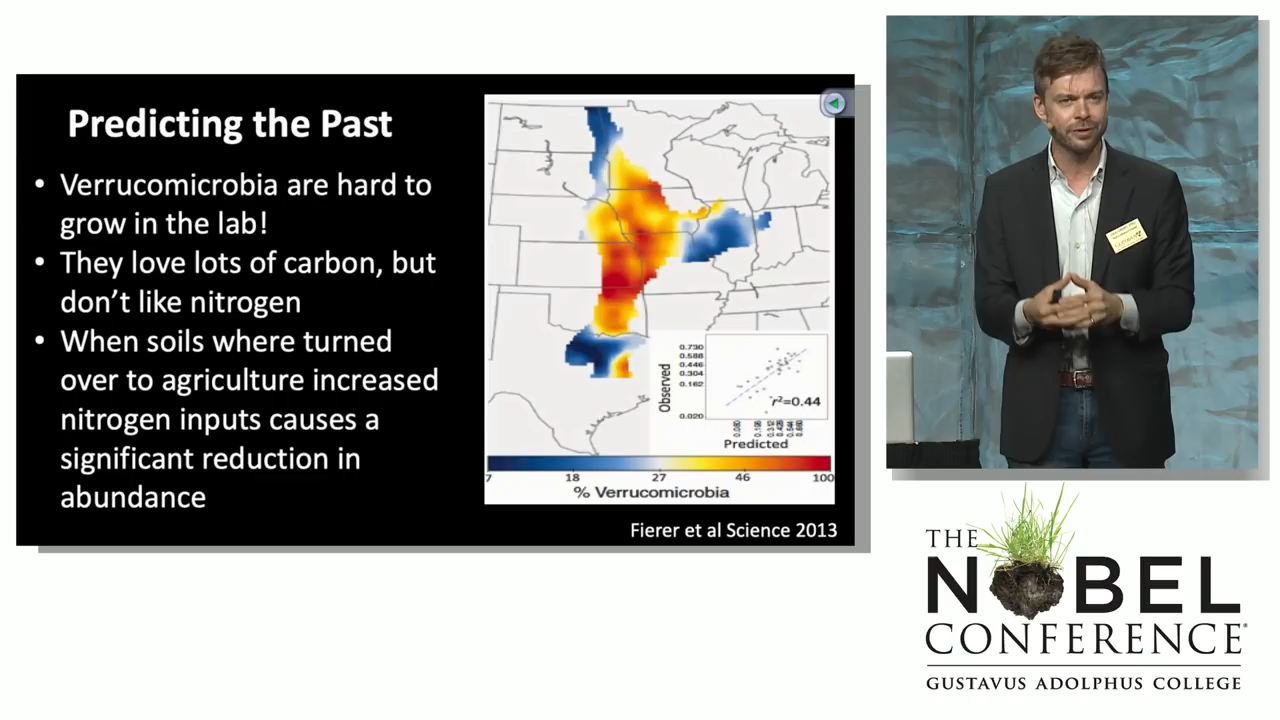 Predicting the Past
• Verrucomicrobia are hard to
grow in the lab!
• They love lots of carbon, but
don't like nitrogen
• When soils where turned
over to agriculture increased
nitrogen inputs causes a
significant reduction in
abundance
0.730
0.588
0.446
0.304
0.162
0.020
Observed
r²=0.44
Predicted
7 18 27 46 100
% Verrucomicrobia
Fierer et al Science 2013
THE
NOBEL
CONFERENCE®
GUSTAVUS ADOLPHUS COLLEGE